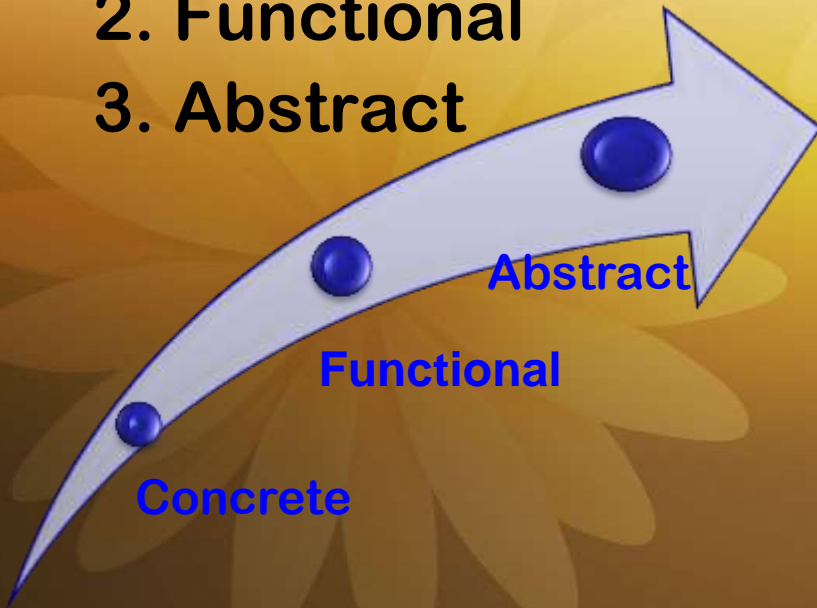 2. Functional
3. Abstract
Abstract
Functional
Concrete